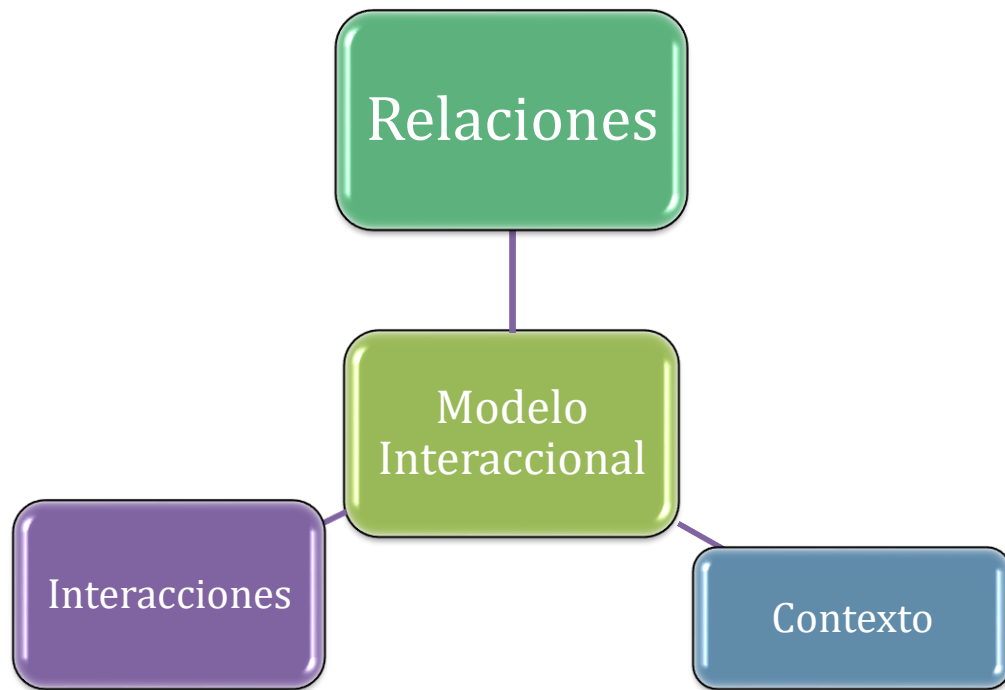 Relaciones
Modelo
Interaccional
Interacciones
Contexto